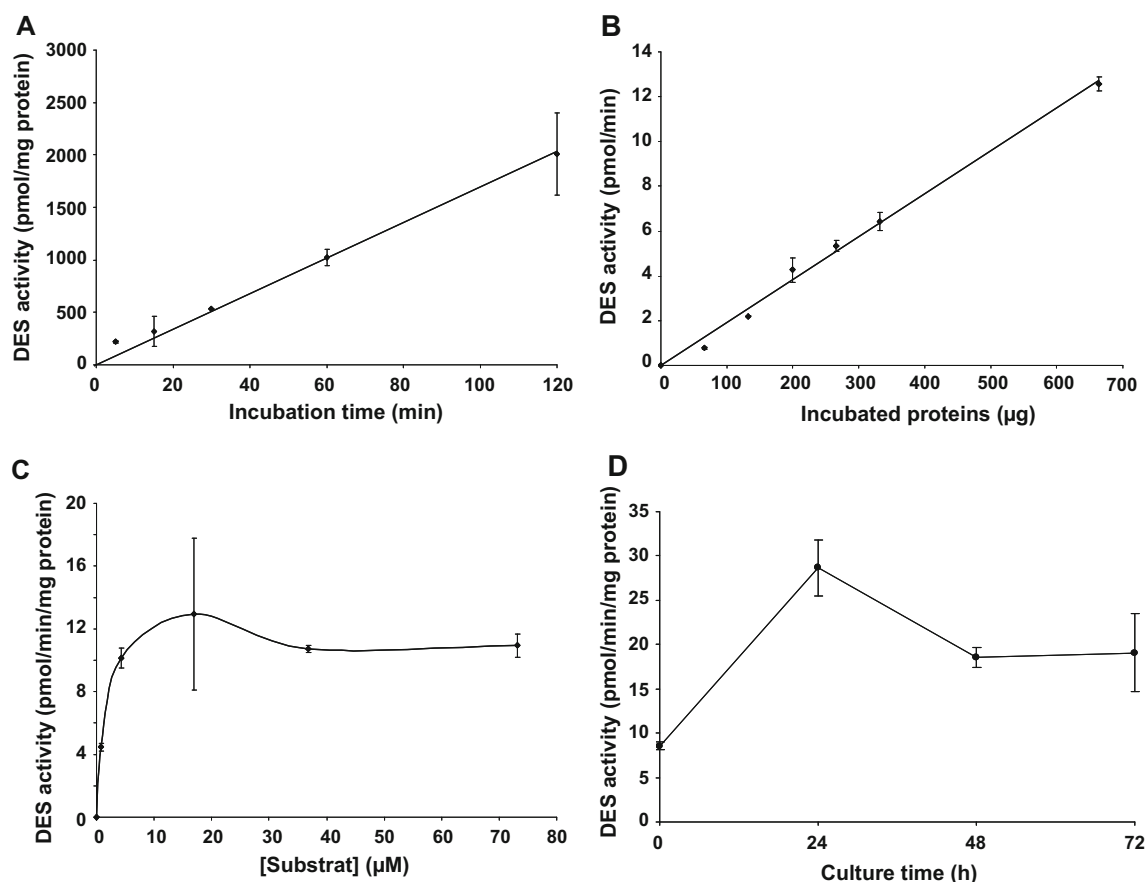 A
DES activity (pmol/mg protein)
3000
2500
2000
1500
1000
500
0
0 20 40 60 80 100 120
Incubation time (min)
B
DES activity (pmol/min)
14
12
10
8
6
4
2
0
0 100 200 300 400 500 600 700
Incubated proteins (µg)
C
DES activity (pmol/min/mg protein)
20
16
12
8
4
0
0 10 20 30 40 50 60 70 80
[Substrat] (µM)
D
DES activity (pmol/min/mg protein)
35
30
25
20
15
10
5
0
0 24 48 72
Culture time (h)